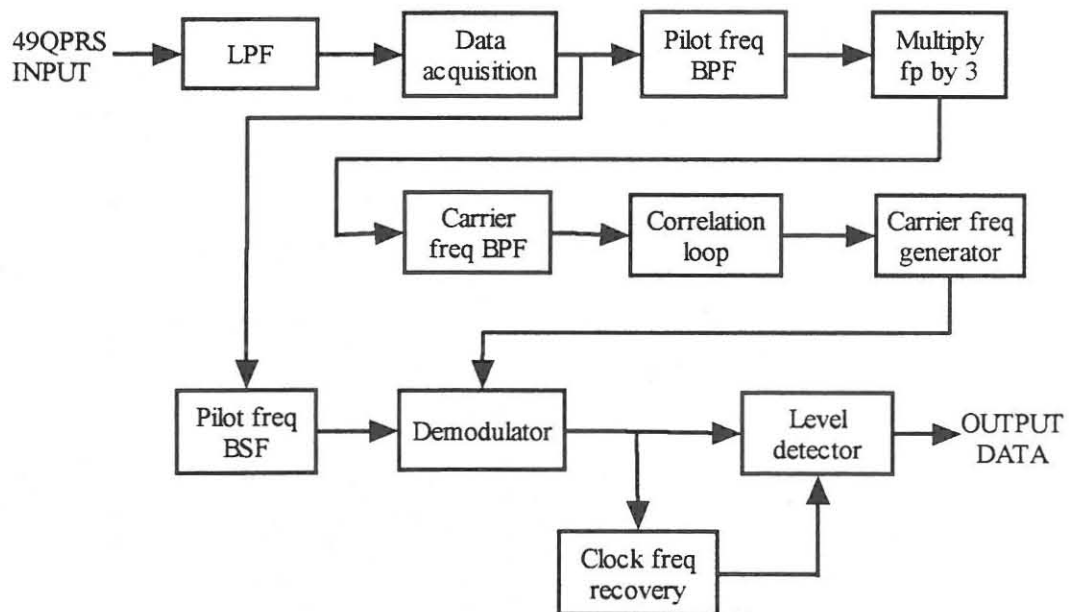 49QPRS
INPUT
LPF
Data
acquisition
Pilot freq
BPF
Multiply
fp by 3
Carrier
freq BPF
Correlation
loop
Carrier freq
generator
Pilot freq
BSF
Demodulator
Level
detector
OUTPUT
DATA
Clock freq
recovery